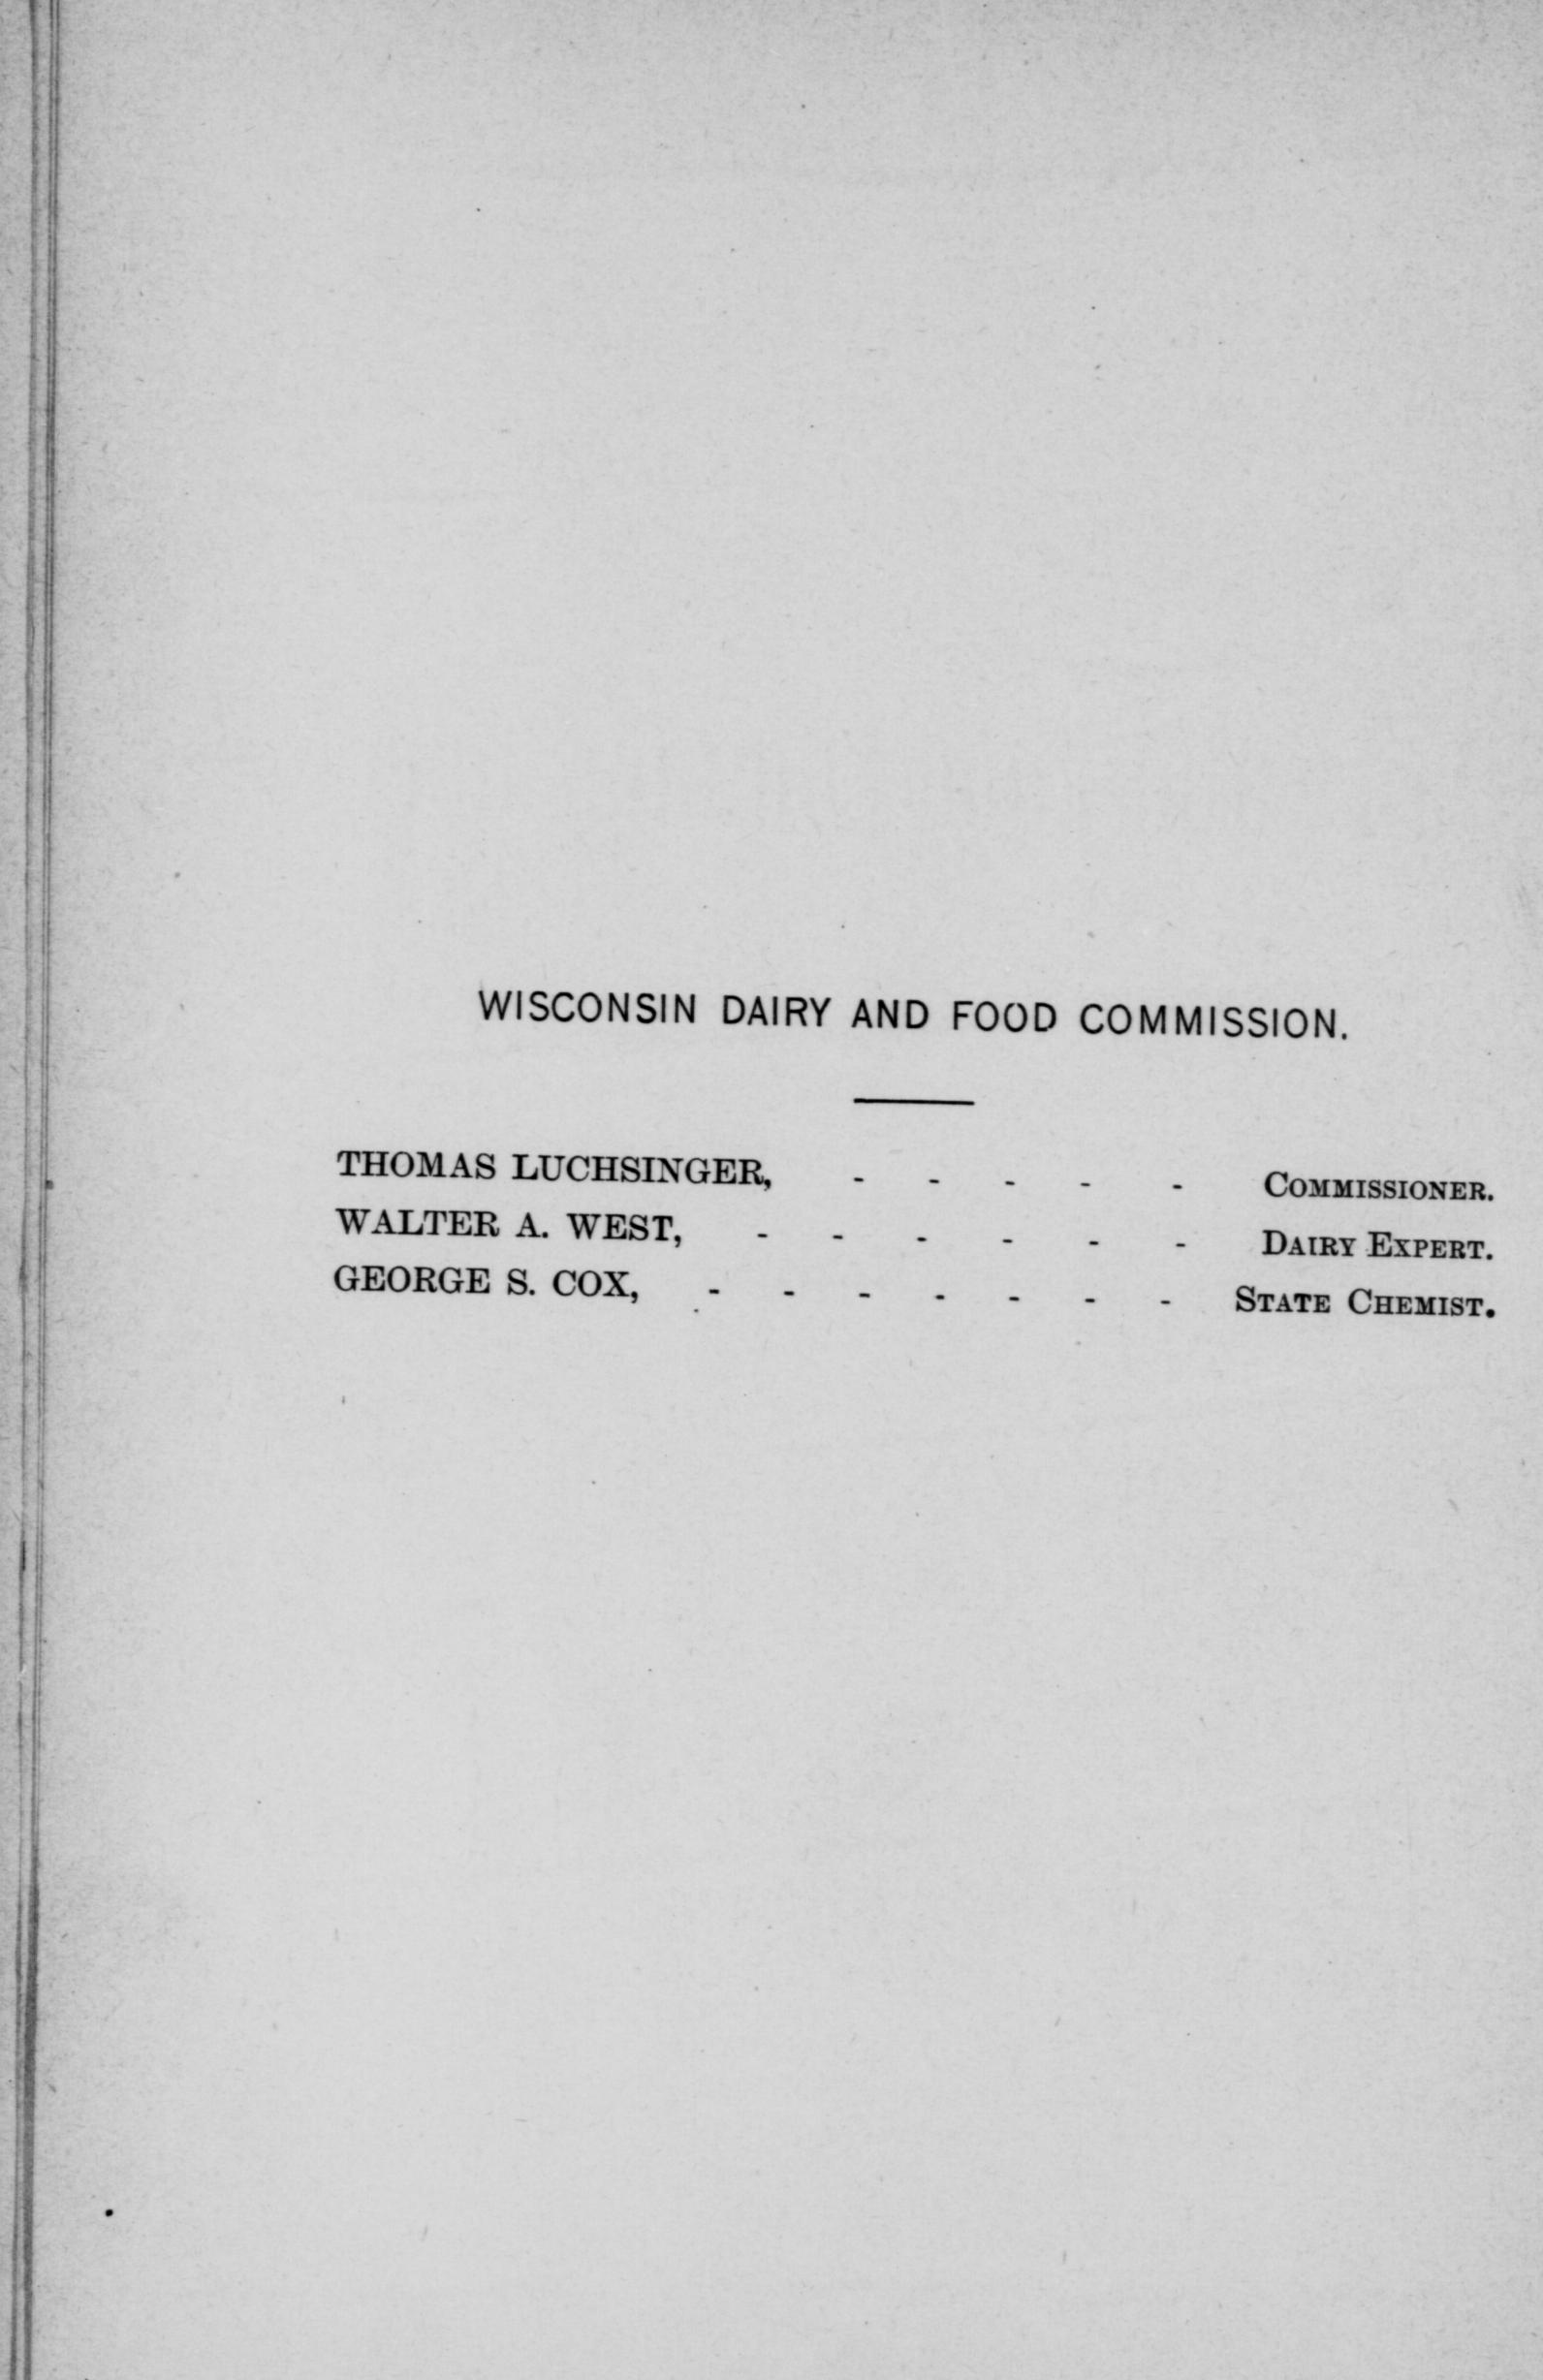 WISCONSIN DAIRY AND FOOD COMMISSION.
THOMAS LUCHSINGER, - - - - - COMMISSIONER.
WALTER A. WEST, - - - - - - DAIRY EXPERT.
GEORGE S. COX, - - - - - - - STATE CHEMIST.